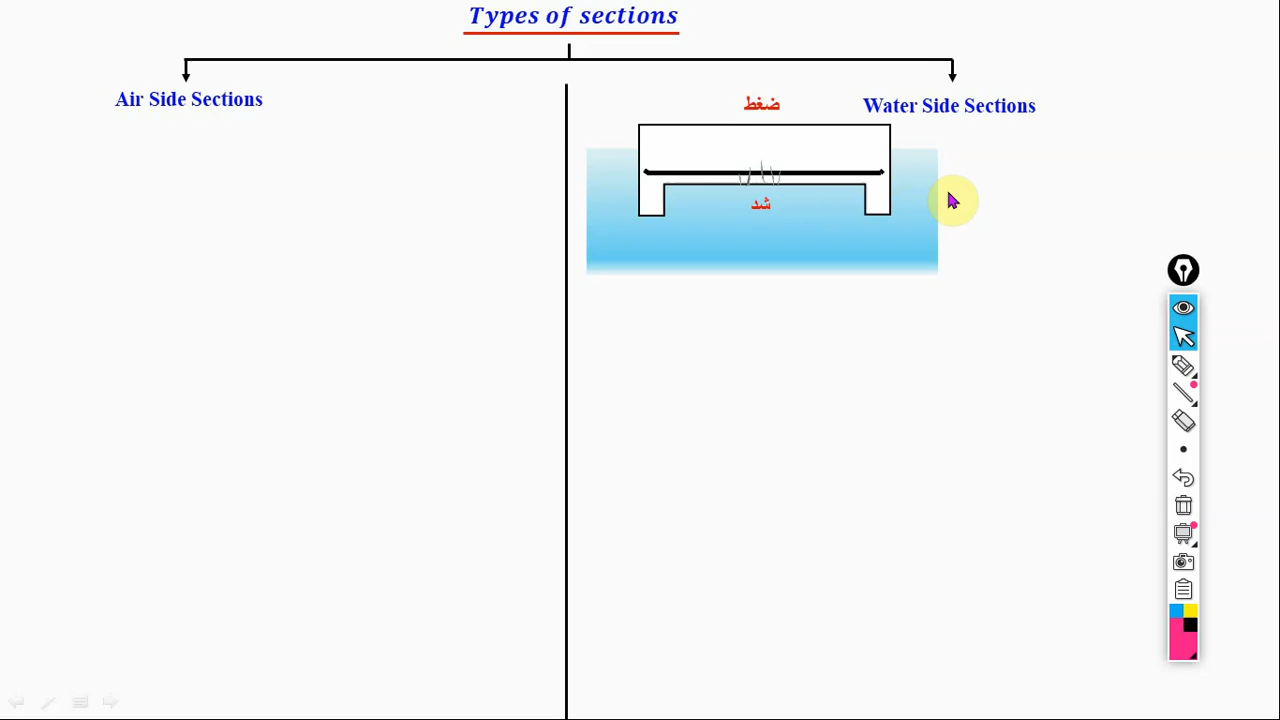 Types of sections
Air Side Sections
Water Side Sections
ضغط
شد